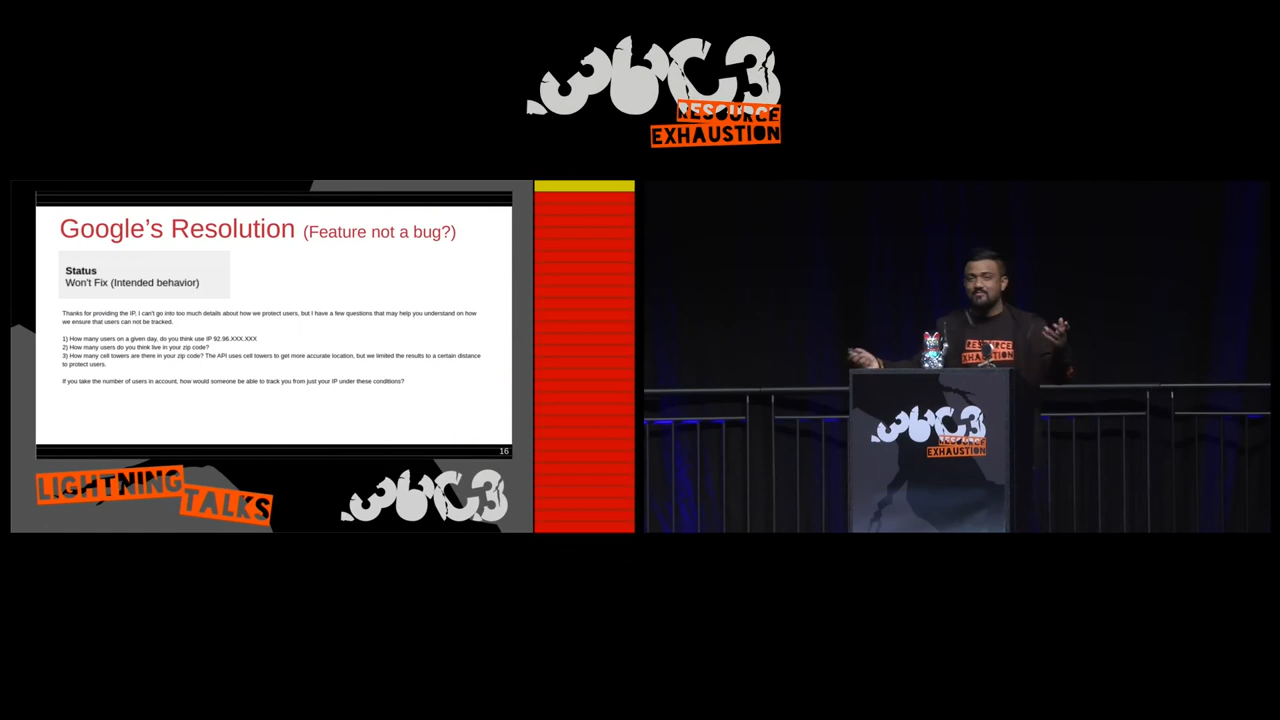 36C3
RESOURCE
EXHAUSTION
Google's Resolution (Feature not a bug?)
Status
Won't Fix (Intended behavior)
Thanks for providing the IP, I can't go into too much details about how we protect users, but I have a few questions that may help you understand on how
we ensure that users can not be tracked.
1) How many users on a given day, do you think use IP 92.96.XXX.XXX
2) How many users do you think live in your zip code?
3) How many cell towers are there in your zip code? The API uses cell towers to get more accurate location, but we limited the results to a certain distance
to protect users.
If you take the number of users in account, how would someone be able to track you from just your IP under these conditions?
16
LIGHTNING
TALKS
36C3
RESOURCE
EXHAUSTION
36C3
RESOURCE
EXHAUSTION